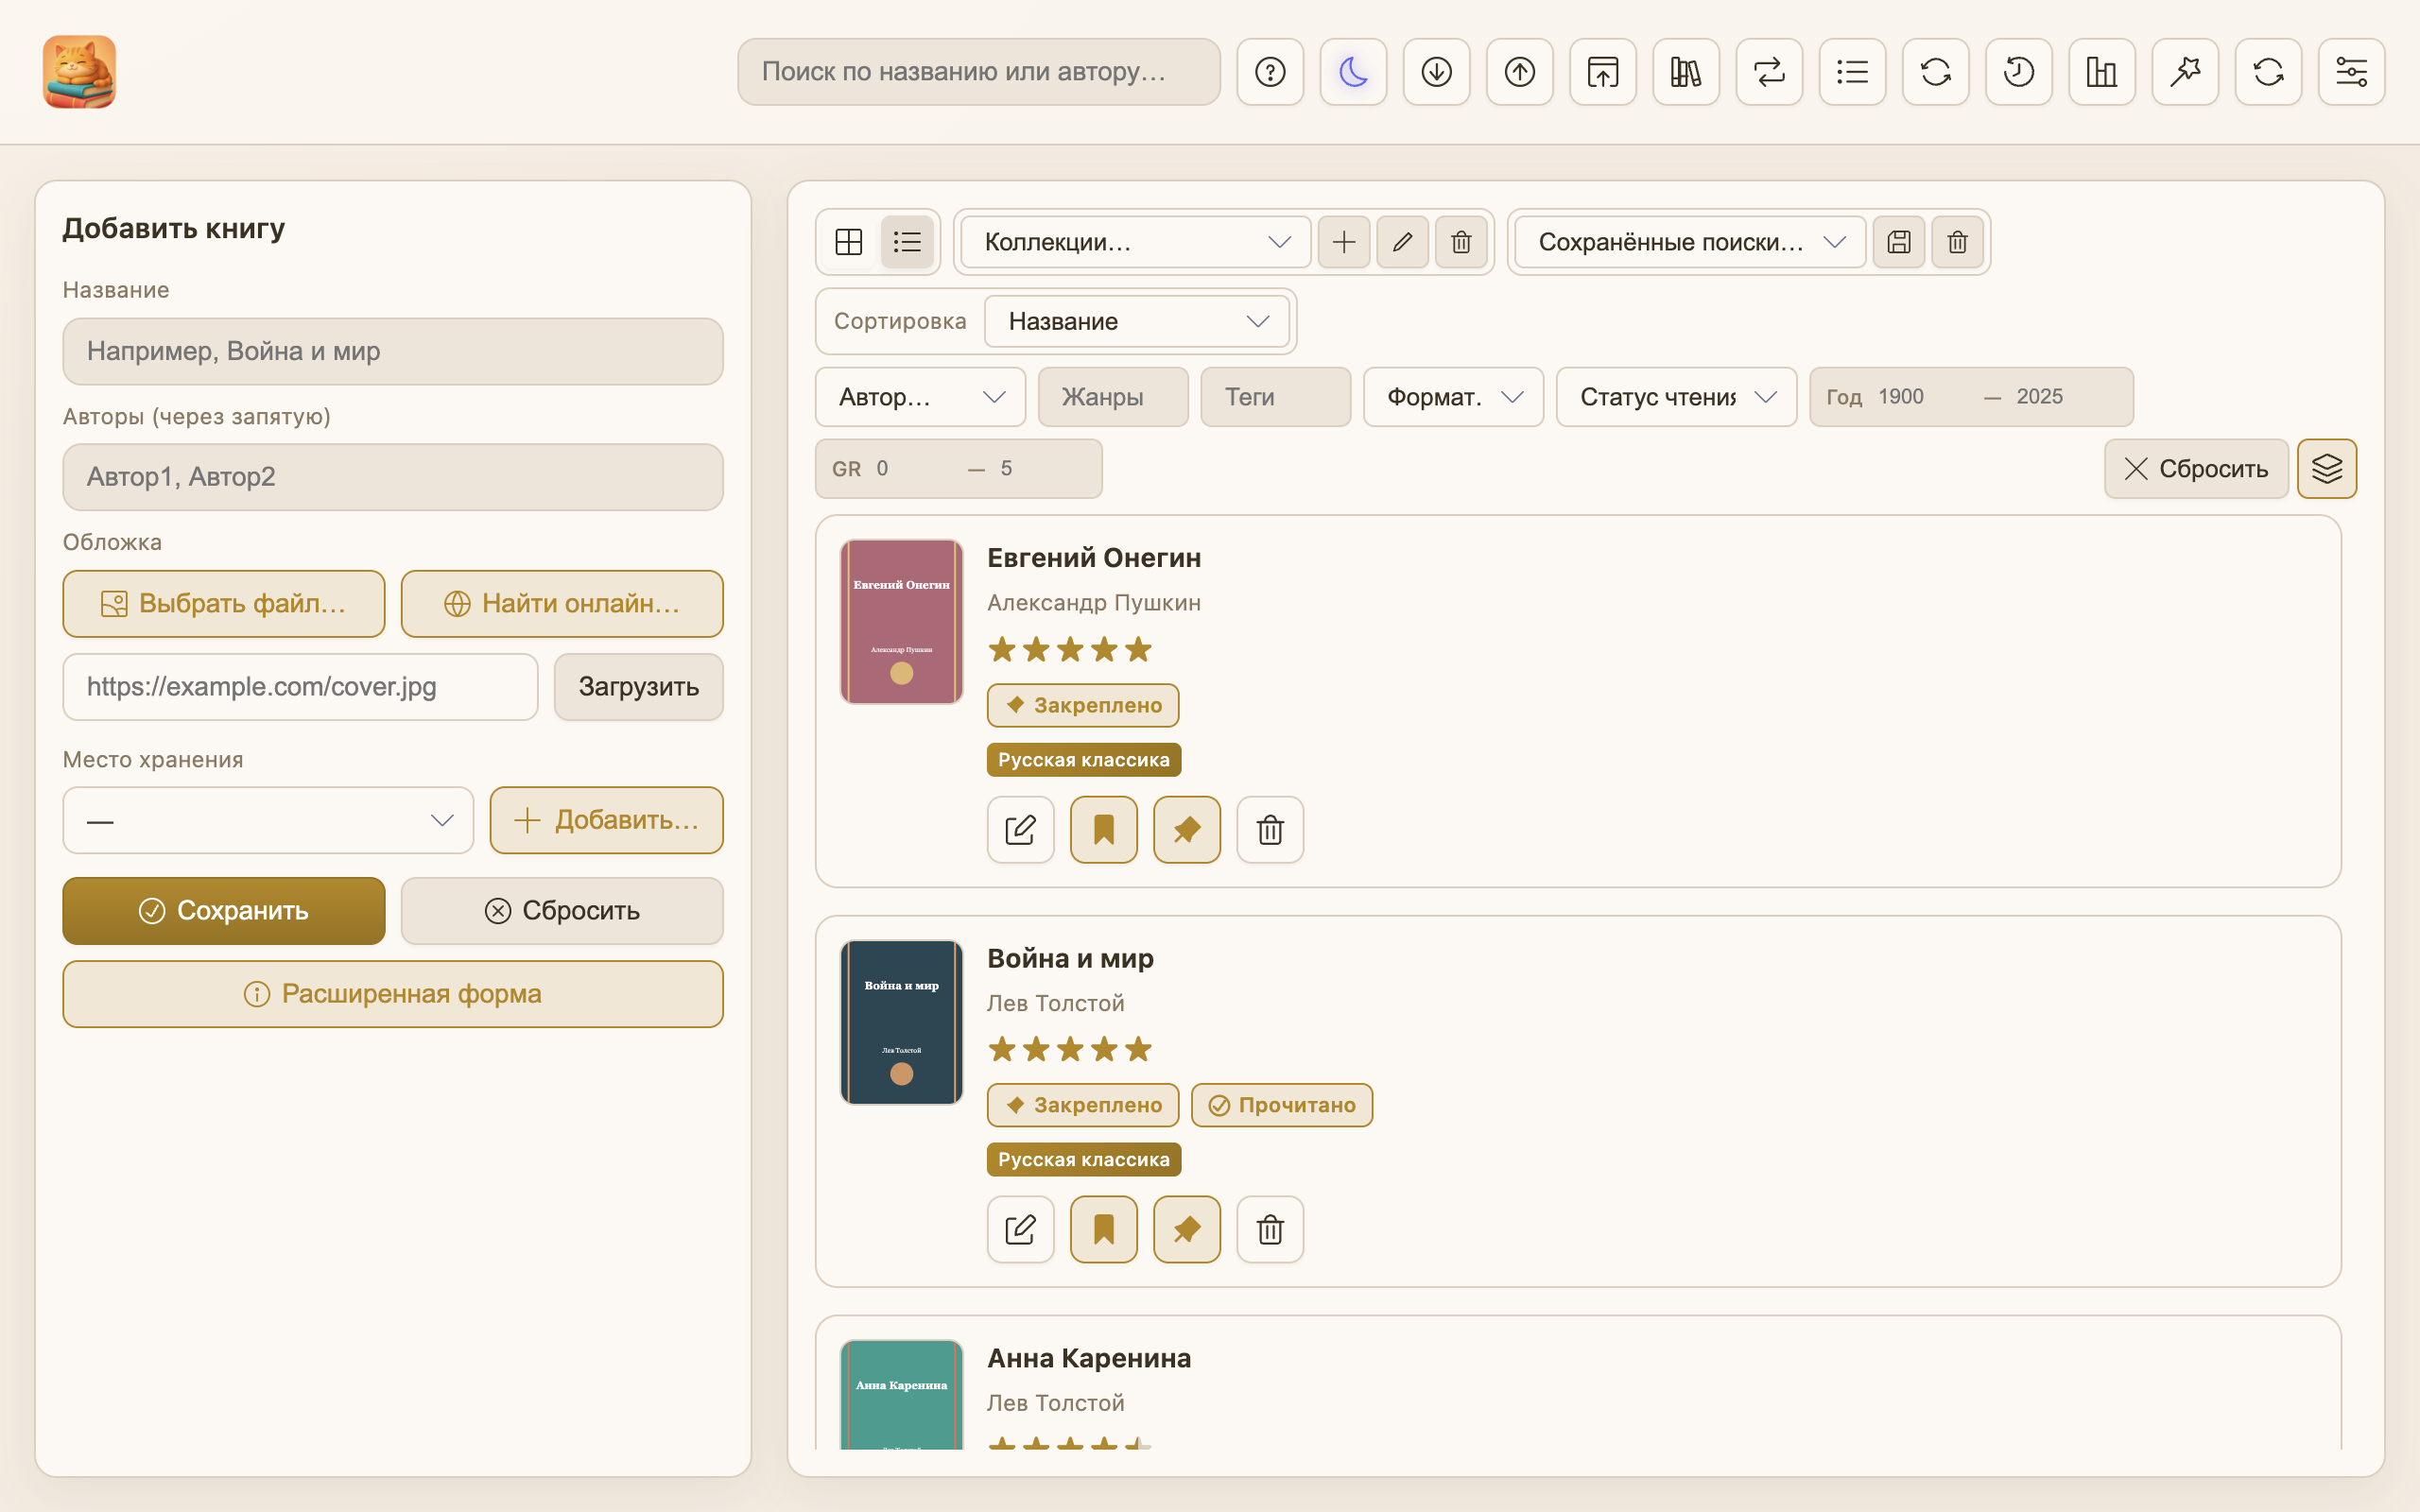 Поиск по названию или автору...
Добавить книгу
Название
Например, Война и мир
Авторы (через запятую)
Автор1, Автор2
Обложка
Выбрать файл...
Найти онлайн...
https://example.com/cover.jpg
Загрузить
Место хранения
—
Добавить...
Сохранить
Сбросить
Расширенная форма
Коллекции...
Сохранённые поиски...
Сортировка
Название
Автор...
Жанры
Теги
Формат.
Статус чтения
Год 1900 — 2025
GR 0 — 5
Сбросить
Евгений Онегин
Александр Пушкин
Евгений Онегин
Александр Пушкин
Закреплено
Русская классика
Война и мир
Лев Толстой
Война и мир
Лев Толстой
Закреплено
Прочитано
Русская классика
Анна Каренина
Анна Каренина
Лев Толстой